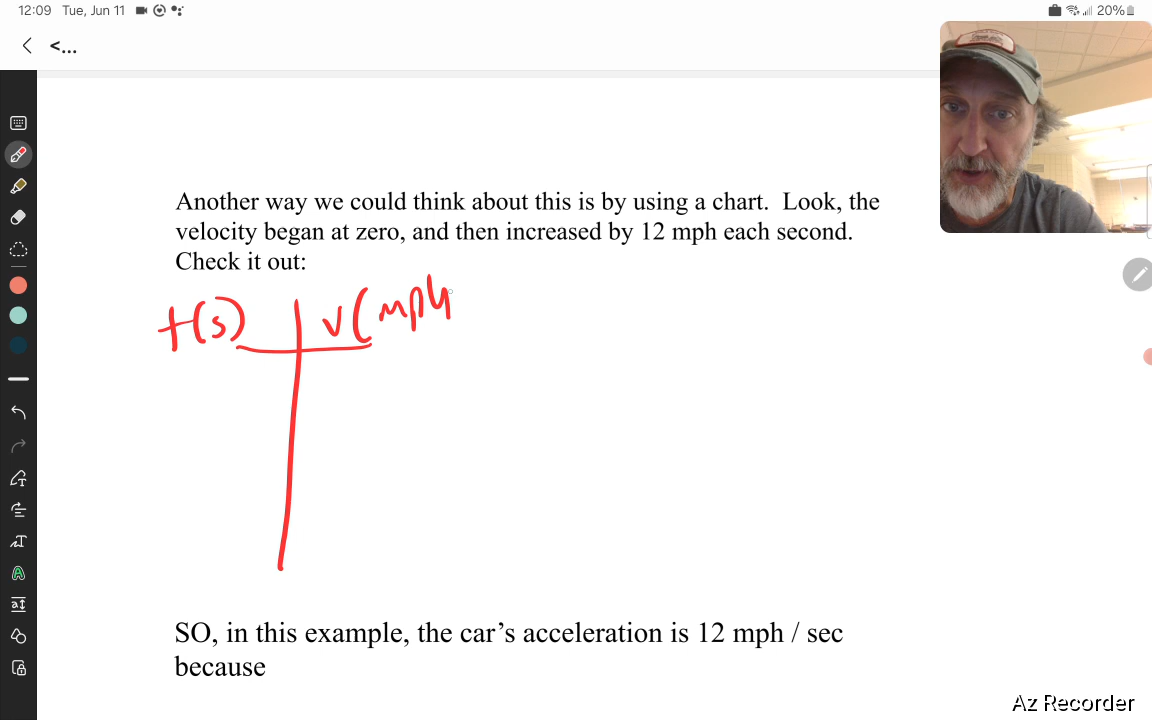 12:09 Tue, Jun 11 20%
<...
Another way we could think about this is by using a chart. Look, the
velocity began at zero, and then increased by 12 mph each second.
Check it out:
t(s) v(mph
SO, in this example, the car's acceleration is 12 mph / sec
because
Az Recorder